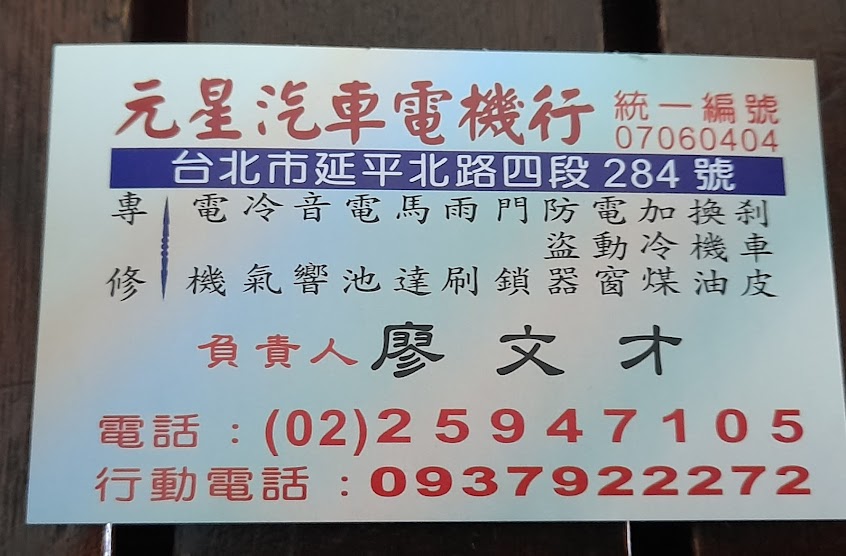 元星汽車電機行
統一編號
07060404
台北市延平北路四段 284 號
專修
電機
冷氣
音響
電池
馬達
雨刷
門鎖
防盜器
電動窗
加冷煤
換機油
剎車皮
負責人 廖文才
電話：(02)25947105
行動電話：0937922272